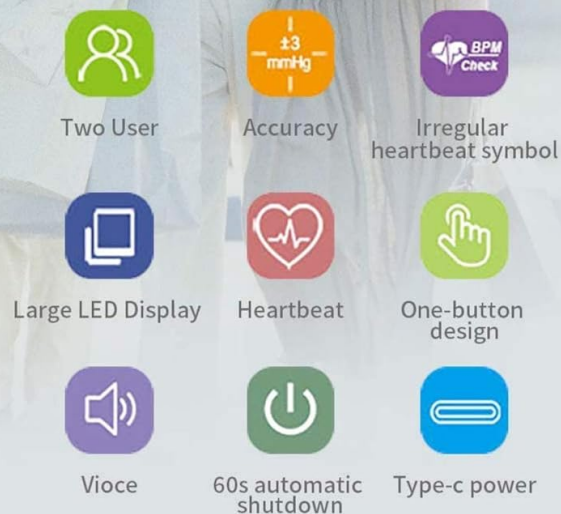 ±3
mmHg
BPM
Check
Two User
Accuracy
Irregular
heartbeat symbol
Large LED Display
Heartbeat
One-button
design
Vioce
60s automatic
shutdown
Type-c power